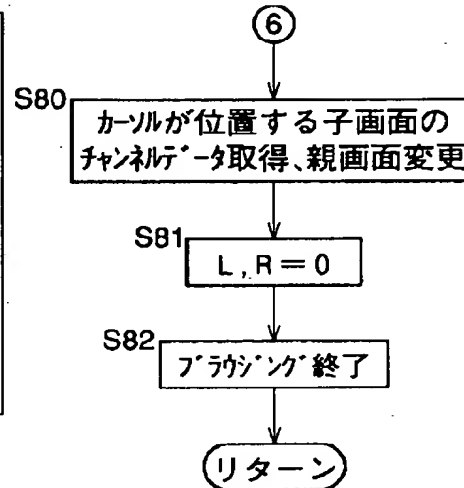 6
S80
カーソルが位置する子画面の
チャンネルデータ取得、親画面変更
S81
L,R=0
S82
ブラウジング終了
リターン